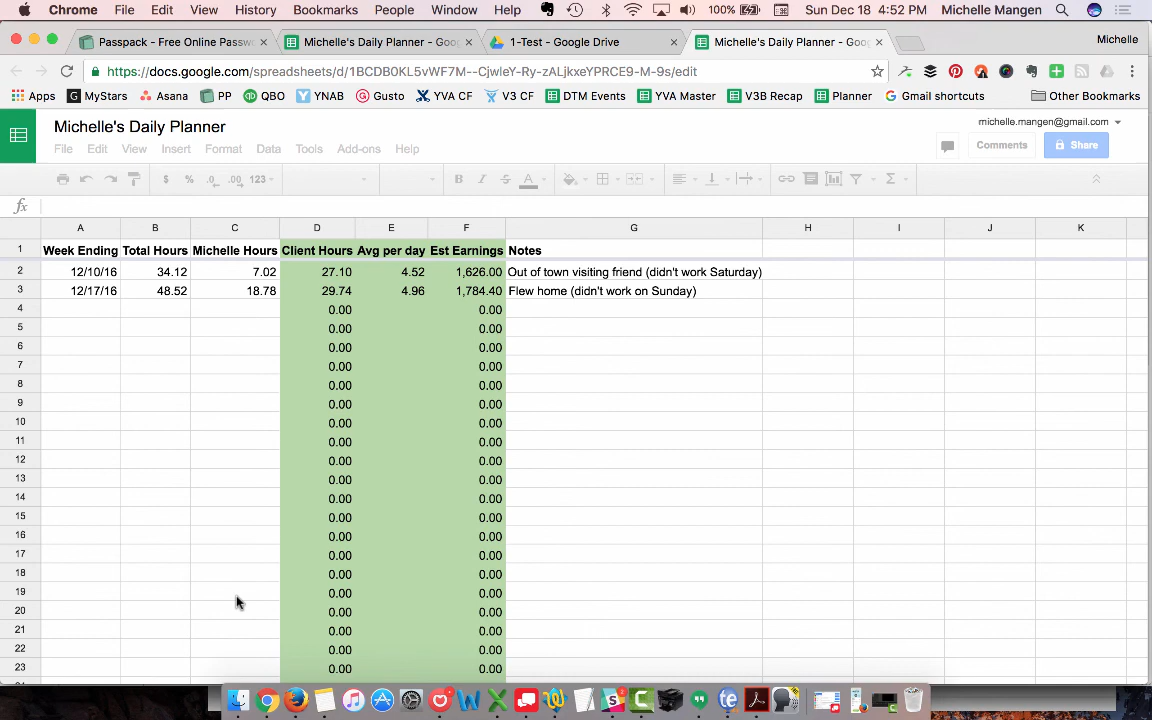 Chrome File Edit View History Bookmarks People Window Help 100% Sun Dec 18 4:52 PM Michelle Mangen
Passpack - Free Online Passw Michelle's Daily Planner - Goo 1-Test - Google Drive Michelle's Daily Planner - Goo Michelle
https://docs.google.com/spreadsheets/d/1BCDB0KL5vWF7M--CjwleY-Ry-zALjkxeYPRCE9-M-9s/edit
Apps MyStars Asana PP QBO YNAB Gusto YVA CF V3 CF DTM Events YVA Master V3B Recap Planner Gmail shortcuts Other Bookmarks
Michelle's Daily Planner michelle.mangen@gmail.com
File Edit View Insert Format Data Tools Add-ons Help Comments Share
$ % .0 .00 123 B I S A Σ
fx
A B C D E F G H I J K
1 Week Ending Total Hours Michelle Hours Client Hours Avg per day Est Earnings Notes
2 12/10/16 34.12 7.02 27.10 4.52 1,626.00 Out of town visiting friend (didn't work Saturday)
3 12/17/16 48.52 18.78 29.74 4.96 1,784.40 Flew home (didn't work on Sunday)
4 0.00 0.00
5 0.00 0.00
6 0.00 0.00
7 0.00 0.00
8 0.00 0.00
9 0.00 0.00
10 0.00 0.00
11 0.00 0.00
12 0.00 0.00
13 0.00 0.00
14 0.00 0.00
15 0.00 0.00
16 0.00 0.00
17 0.00 0.00
18 0.00 0.00
19 0.00 0.00
20 0.00 0.00
21 0.00 0.00
22 0.00 0.00
23 0.00 0.00